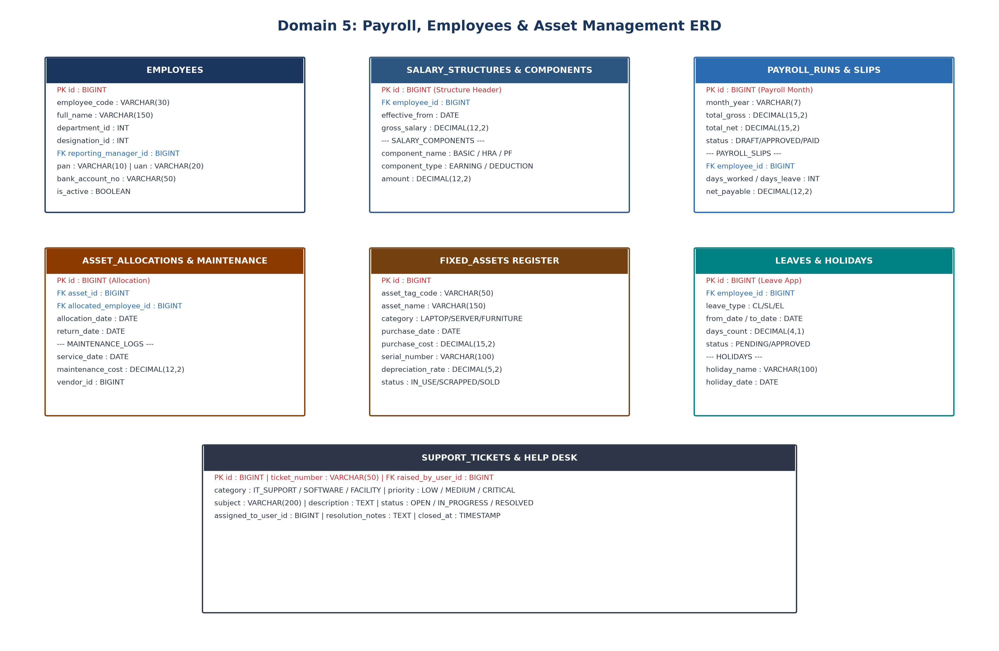 Domain 5: Payroll, Employees & Asset Management ERD
EMPLOYEES
PK id : BIGINT
employee_code : VARCHAR(30)
full_name : VARCHAR(150)
department_id : INT
designation_id : INT
FK reporting_manager_id : BIGINT
pan : VARCHAR(10) | uan : VARCHAR(20)
bank_account_no : VARCHAR(50)
is_active : BOOLEAN
SALARY_STRUCTURES & COMPONENTS
PK id : BIGINT (Structure Header)
FK employee_id : BIGINT
effective_from : DATE
gross_salary : DECIMAL(12,2)
--- SALARY_COMPONENTS ---
component_name : BASIC / HRA / PF
component_type : EARNING / DEDUCTION
amount : DECIMAL(12,2)
PAYROLL_RUNS & SLIPS
PK id : BIGINT (Payroll Month)
month_year : VARCHAR(7)
total_gross : DECIMAL(15,2)
total_net : DECIMAL(15,2)
status : DRAFT/APPROVED/PAID
--- PAYROLL_SLIPS ---
FK employee_id : BIGINT
days_worked / days_leave : INT
net_payable : DECIMAL(12,2)
ASSET_ALLOCATIONS & MAINTENANCE
PK id : BIGINT (Allocation)
FK asset_id : BIGINT
FK allocated_employee_id : BIGINT
allocation_date : DATE
return_date : DATE
--- MAINTENANCE_LOGS ---
service_date : DATE
maintenance_cost : DECIMAL(12,2)
vendor_id : BIGINT
FIXED_ASSETS REGISTER
PK id : BIGINT
asset_tag_code : VARCHAR(50)
asset_name : VARCHAR(150)
category : LAPTOP/SERVER/FURNITURE
purchase_date : DATE
purchase_cost : DECIMAL(15,2)
serial_number : VARCHAR(100)
depreciation_rate : DECIMAL(5,2)
status : IN_USE/SCRAPPED/SOLD
LEAVES & HOLIDAYS
PK id : BIGINT (Leave App)
FK employee_id : BIGINT
leave_type : CL/SL/EL
from_date / to_date : DATE
days_count : DECIMAL(4,1)
status : PENDING/APPROVED
--- HOLIDAYS ---
holiday_name : VARCHAR(100)
holiday_date : DATE
SUPPORT_TICKETS & HELP DESK
PK id : BIGINT | ticket_number : VARCHAR(50) | FK raised_by_user_id : BIGINT
category : IT_SUPPORT / SOFTWARE / FACILITY | priority : LOW / MEDIUM / CRITICAL
subject : VARCHAR(200) | description : TEXT | status : OPEN / IN_PROGRESS / RESOLVED
assigned_to_user_id : BIGINT | resolution_notes : TEXT | closed_at : TIMESTAMP